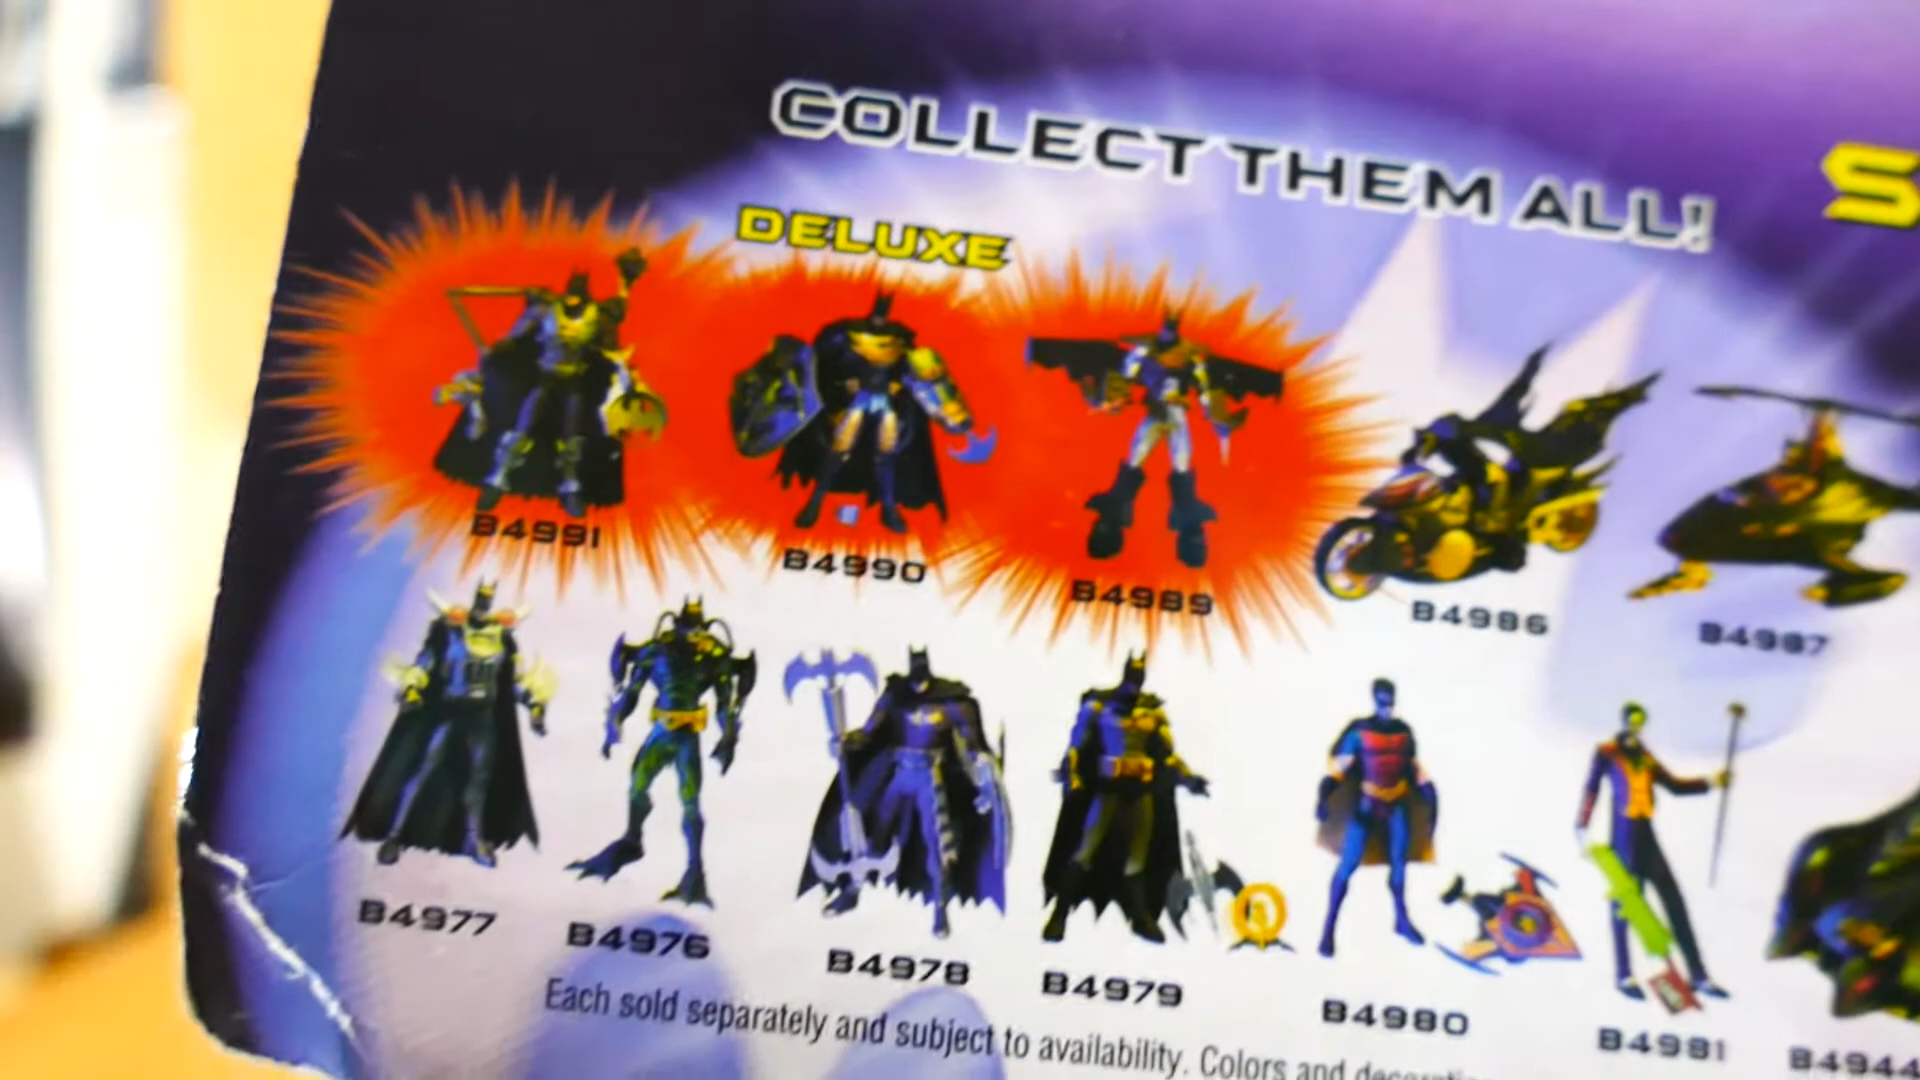 COLLECT THEM ALL!
DELUXE
B4991
B4990
B4989
B4986
B4987
B4977
B4976
B4978
B4979
B4980
B4981
B4944
Each sold separately and subject to availability. Colors and